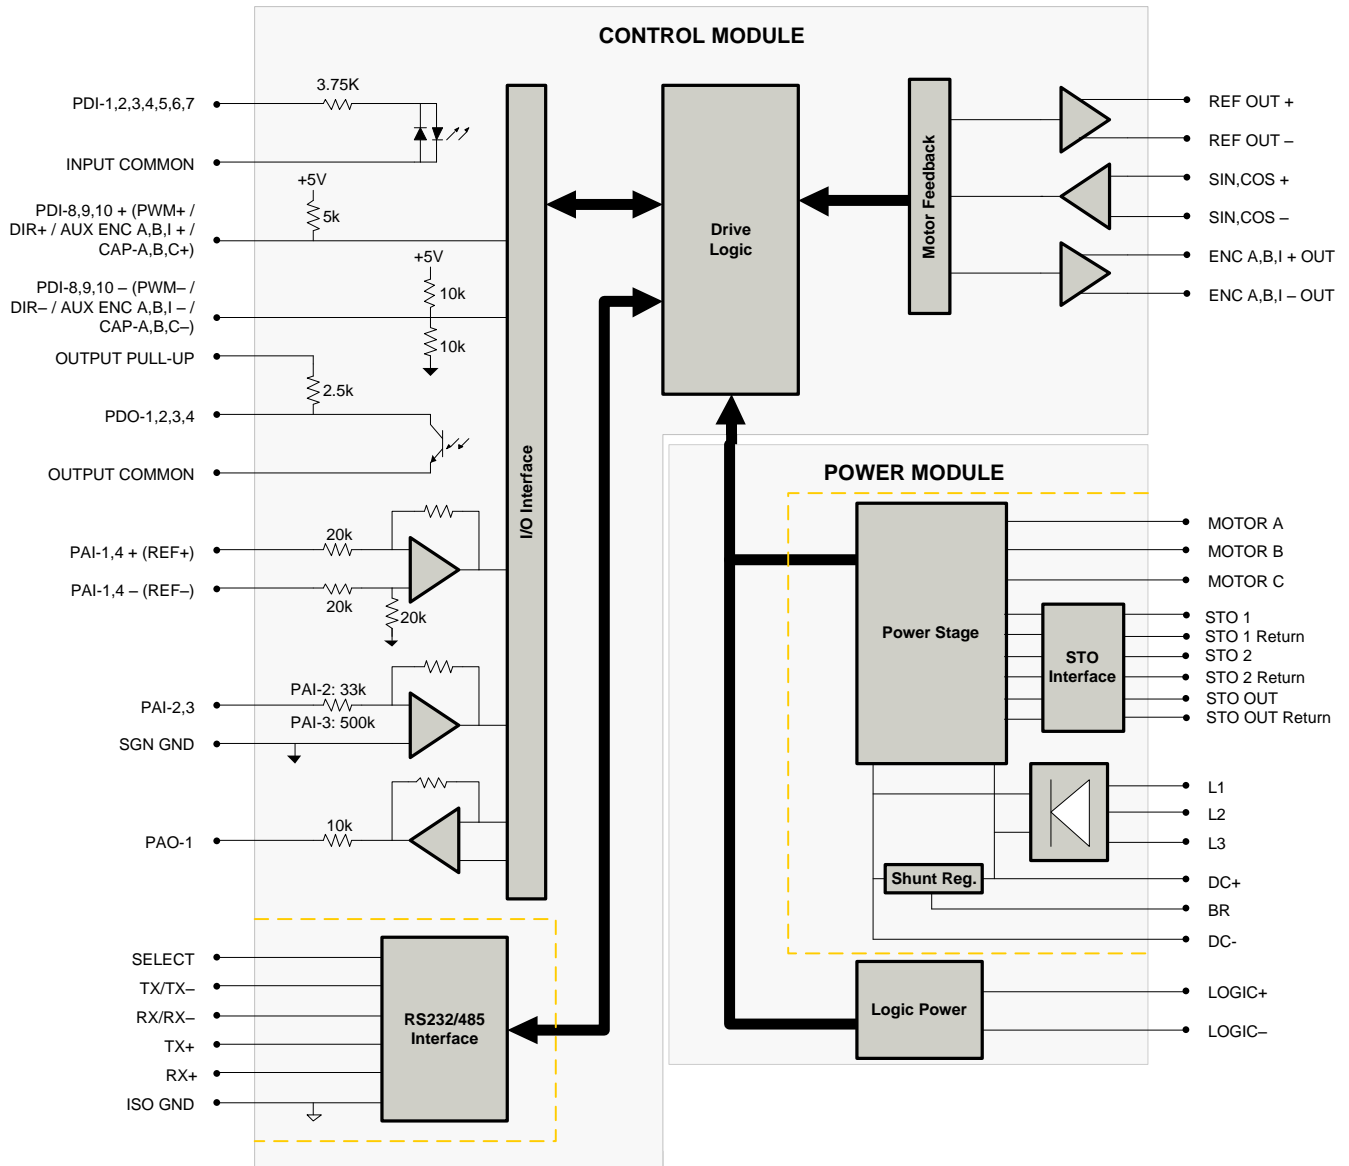 CONTROL MODULE
PDI-1,2,3,4,5,6,7
3.75K
INPUT COMMON
+5V
5k
PDI-8,9,10 + (PWM+ /
DIR+ / AUX ENC A,B,I + /
CAP-A,B,C+)
+5V
10k
10k
PDI-8,9,10 – (PWM– /
DIR– / AUX ENC A,B,I – /
CAP-A,B,C–)
OUTPUT PULL-UP
2.5k
PDO-1,2,3,4
OUTPUT COMMON
20k
PAI-1,4 + (REF+)
PAI-1,4 – (REF–)
20k
20k
PAI-2: 33k
PAI-2,3
PAI-3: 500k
SGN GND
10k
PAO-1
I/O Interface
SELECT
TX/TX–
RX/RX–
TX+
RX+
ISO GND
RS232/485
Interface
Drive
Logic
Motor Feedback
REF OUT +
REF OUT –
SIN,COS +
SIN,COS –
ENC A,B,I + OUT
ENC A,B,I – OUT
POWER MODULE
Power Stage
MOTOR A
MOTOR B
MOTOR C
STO
Interface
STO 1
STO 1 Return
STO 2
STO 2 Return
STO OUT
STO OUT Return
L1
L2
L3
Shunt Reg.
DC+
BR
DC-
Logic Power
LOGIC+
LOGIC–